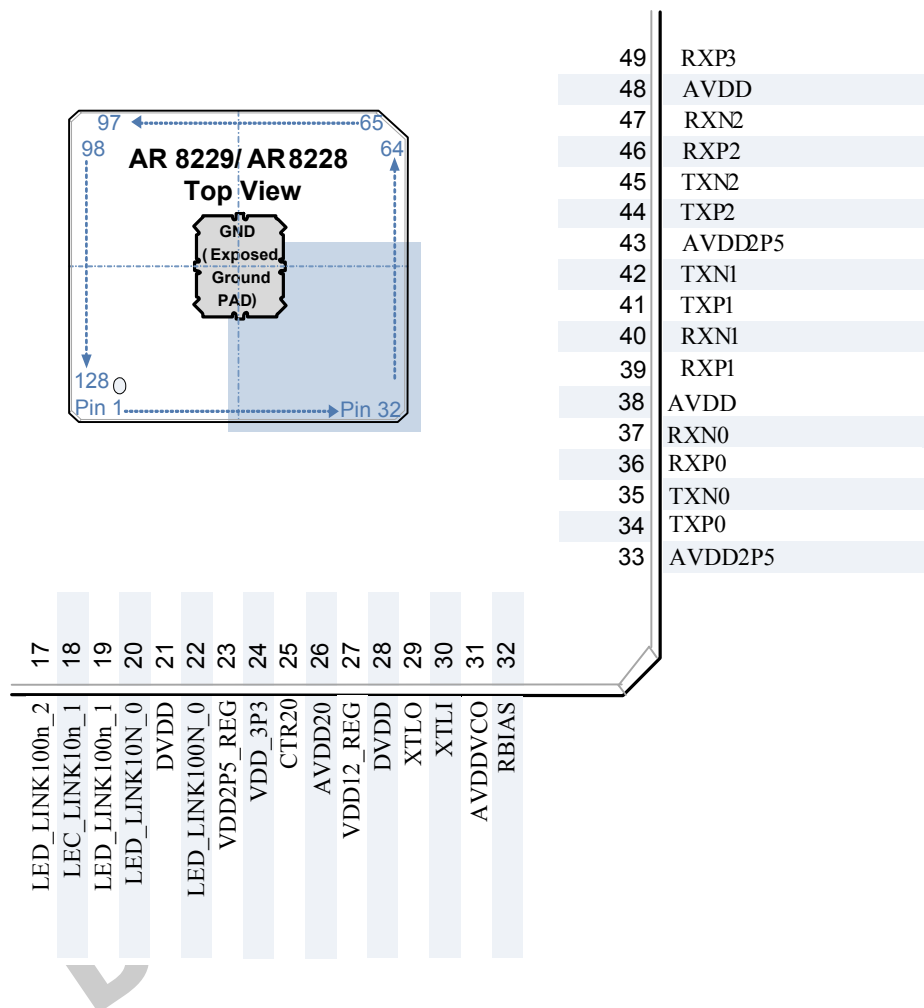 97 65
98 64
AR 8229/ AR8228
Top View
GND
(Exposed
Ground
PAD)
128
Pin 1 Pin 32
49 RXP3
48 AVDD
47 RXN2
46 RXP2
45 TXN2
44 TXP2
43 AVDD2P5
42 TXN1
41 TXP1
40 RXN1
39 RXP1
38 AVDD
37 RXN0
36 RXP0
35 TXN0
34 TXP0
33 AVDD2P5
17 LED_LINK100n_2
18 LEC_LINK10n_1
19 LED_LINK100n_1
20 LED_LINK10N_0
21 DVDD
22 LED_LINK100N_0
23 VDD2P5_REG
24 VDD_3P3
25 CTR20
26 AVDD20
27 VDD12_REG
28 DVDD
29 XTLO
30 XTLI
31 AVDDVCO
32 RBIAS